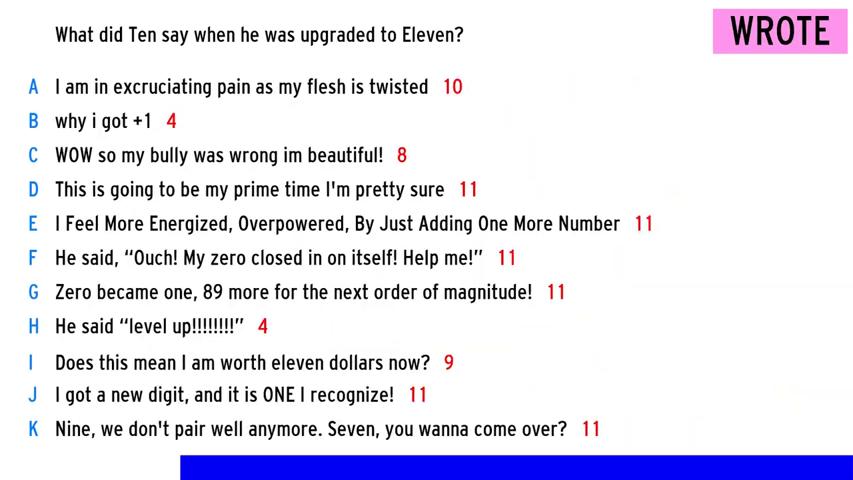 What did Ten say when he was upgraded to Eleven?
WROTE
A I am in excruciating pain as my flesh is twisted 10
B why i got +1 4
C WOW so my bully was wrong im beautiful! 8
D This is going to be my prime time I'm pretty sure 11
E I Feel More Energized, Overpowered, By Just Adding One More Number 11
F He said, “Ouch! My zero closed in on itself! Help me!” 11
G Zero became one, 89 more for the next order of magnitude! 11
H He said “level up!!!!!!!!” 4
I Does this mean I am worth eleven dollars now? 9
J I got a new digit, and it is ONE I recognize! 11
K Nine, we don't pair well anymore. Seven, you wanna come over? 11